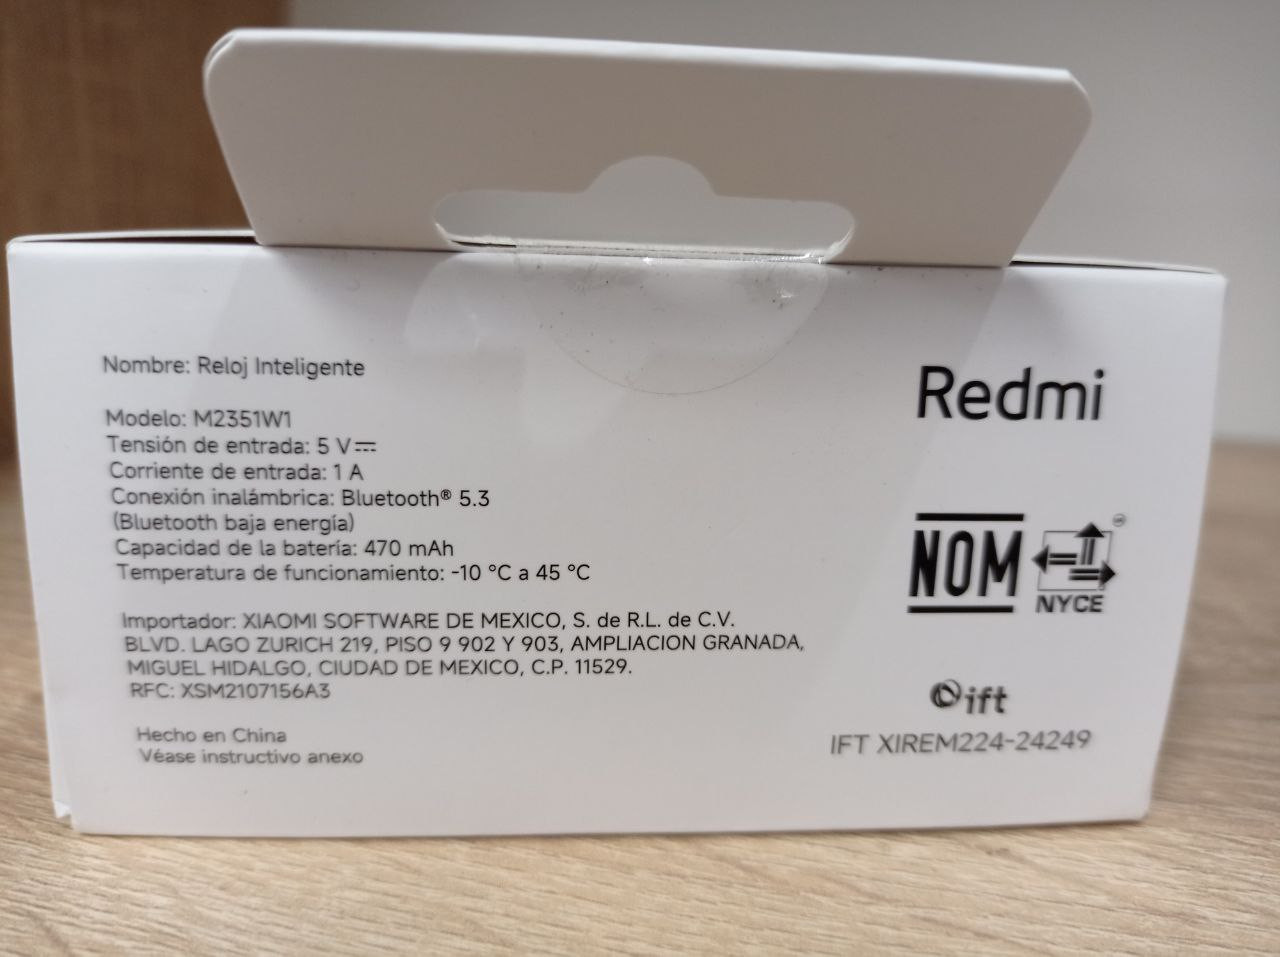 Nombre: Reloj Inteligente
Modelo: M2351W1
Tensión de entrada: 5 V⎓
Corriente de entrada: 1 A
Conexión inalámbrica: Bluetooth® 5.3
(Bluetooth baja energía)
Capacidad de la batería: 470 mAh
Temperatura de funcionamiento: -10 °C a 45 °C
Importador: XIAOMI SOFTWARE DE MEXICO, S. de R.L. de C.V.
BLVD. LAGO ZURICH 219, PISO 9 902 Y 903, AMPLIACION GRANADA,
MIGUEL HIDALGO, CIUDAD DE MEXICO, C.P. 11529.
RFC: XSM2107156A3
Hecho en China
Véase instructivo anexo
Redmi
NOM
NYCE
ift
IFT XIREM224-24249